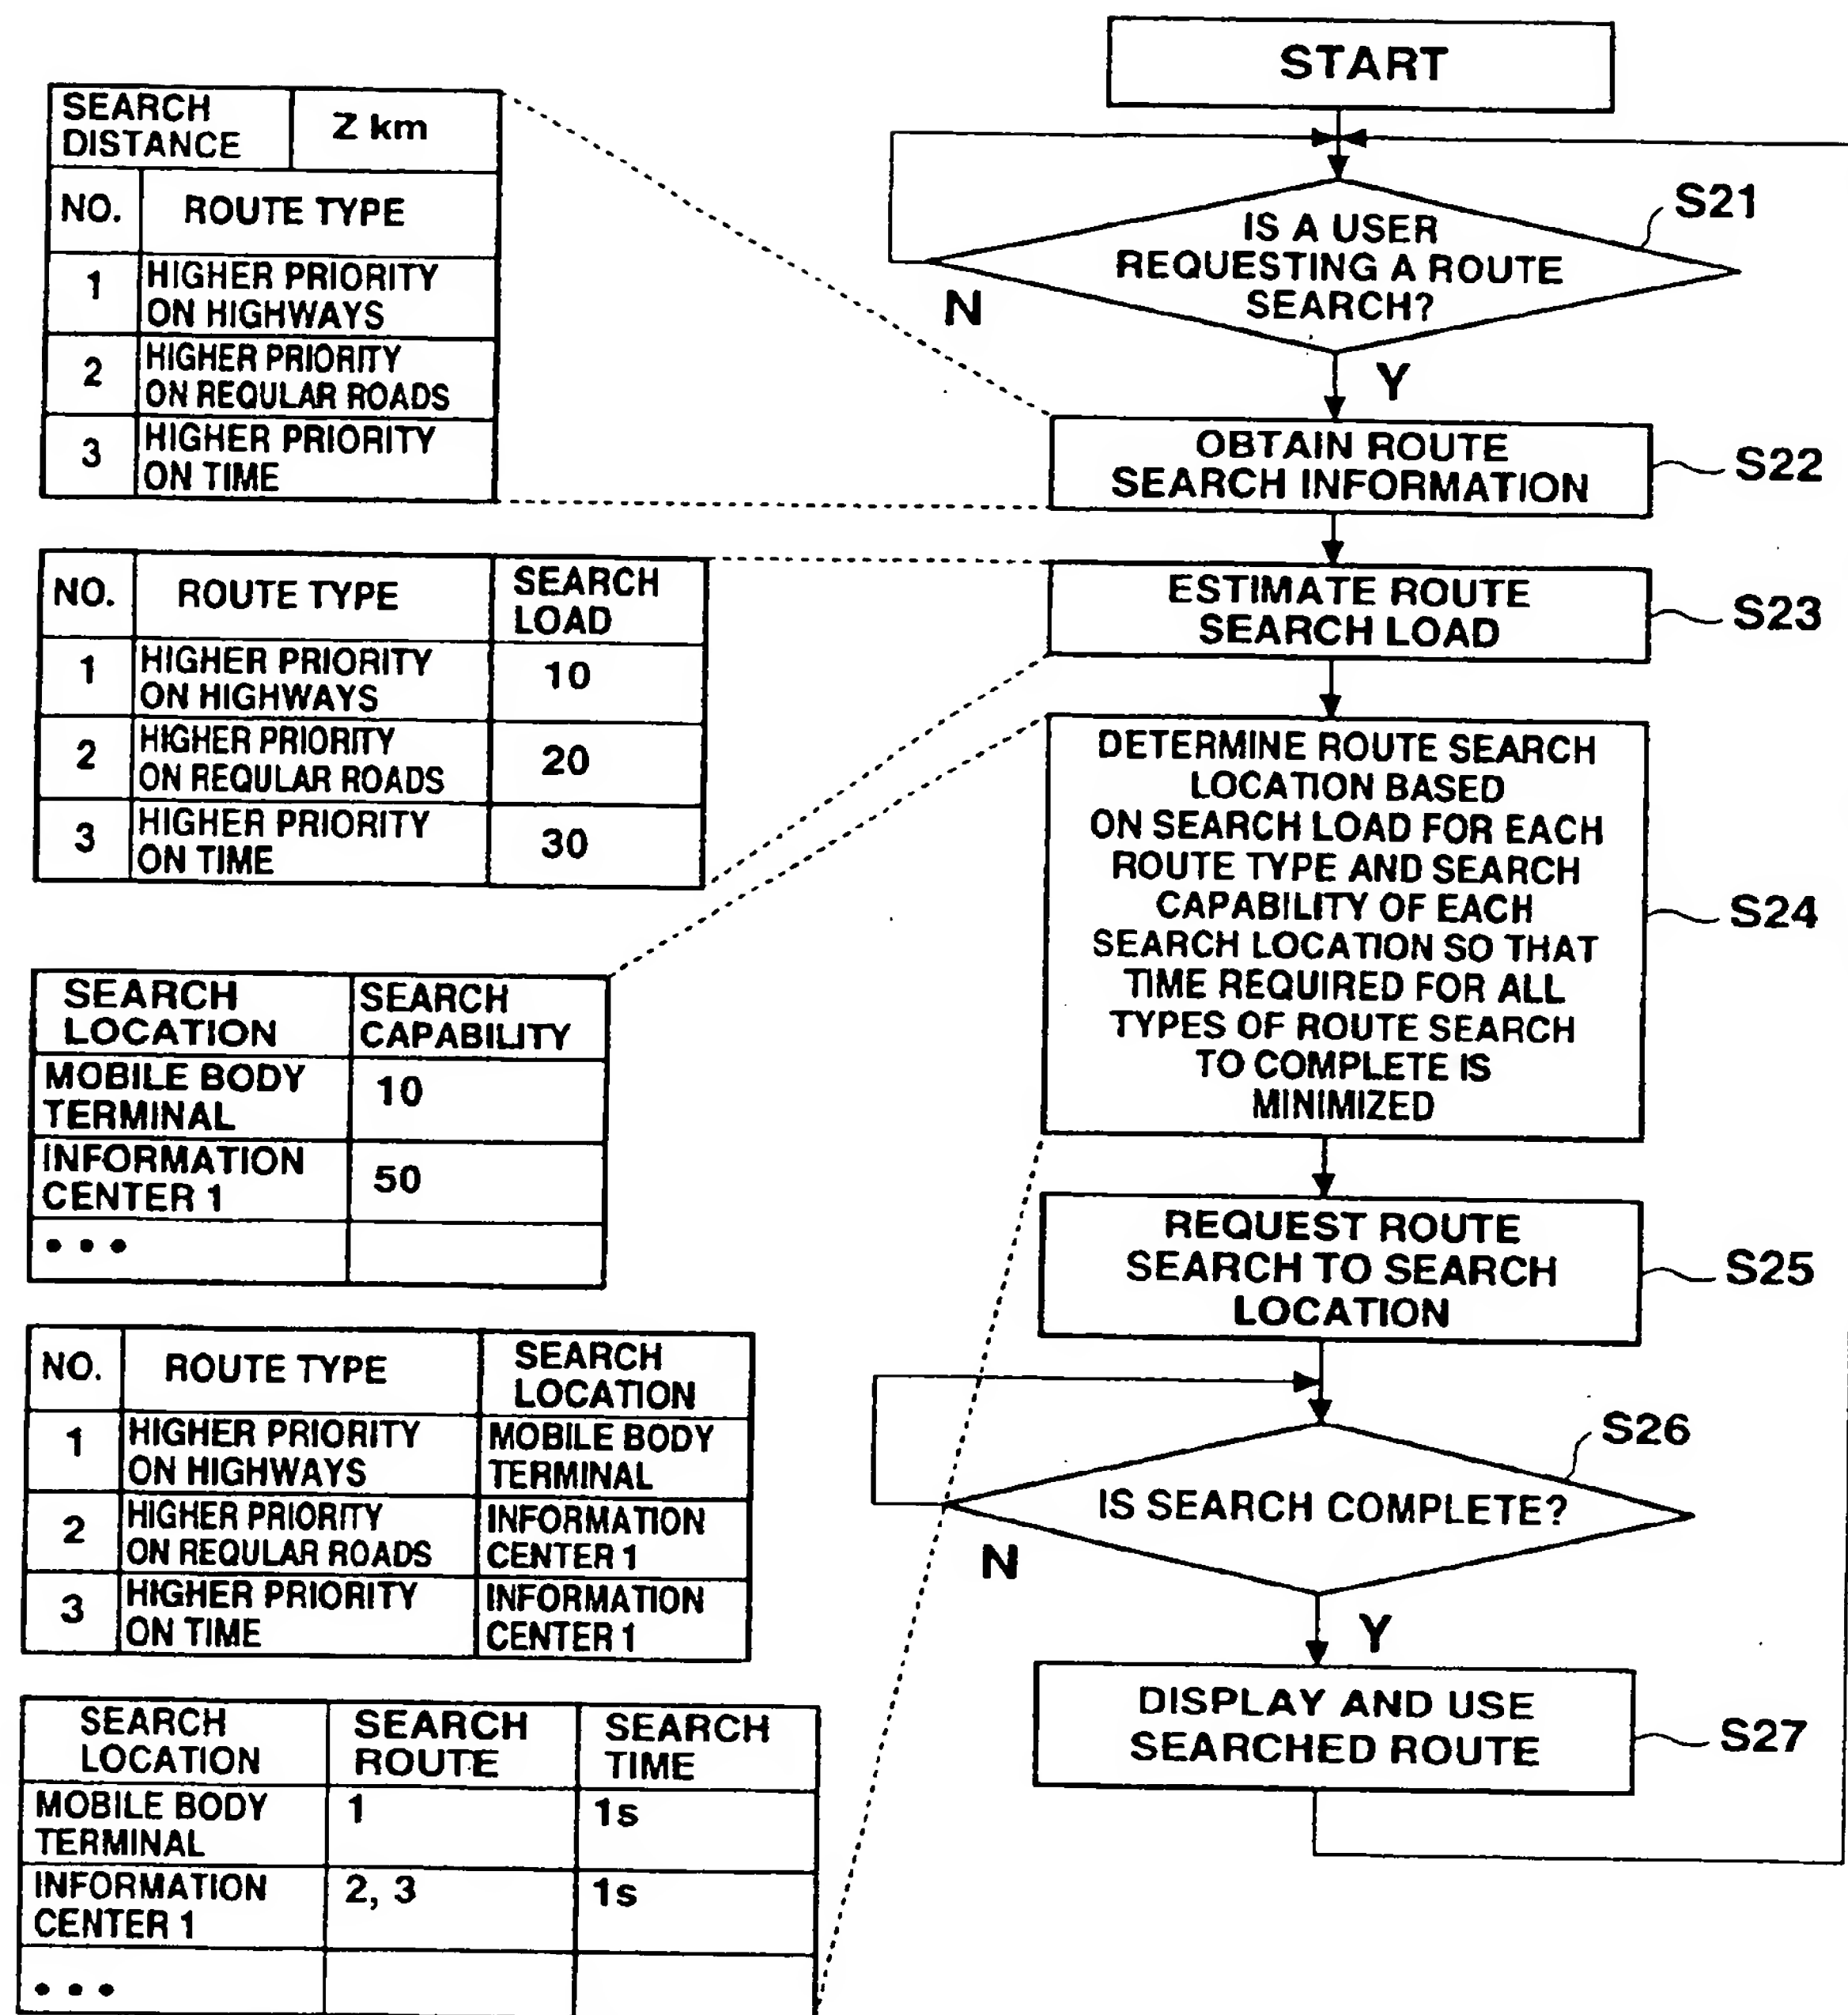 START
IS A USER
REQUESTING A ROUTE
SEARCH?
S21
N
Y
OBTAIN ROUTE
SEARCH INFORMATION
S22
ESTIMATE ROUTE
SEARCH LOAD
S23
DETERMINE ROUTE SEARCH
LOCATION BASED
ON SEARCH LOAD FOR EACH
ROUTE TYPE AND SEARCH
CAPABILITY OF EACH
SEARCH LOCATION SO THAT
TIME REQUIRED FOR ALL
TYPES OF ROUTE SEARCH
TO COMPLETE IS
MINIMIZED
S24
REQUEST ROUTE
SEARCH TO SEARCH
LOCATION
S25
IS SEARCH COMPLETE?
S26
N
Y
DISPLAY AND USE
SEARCHED ROUTE
S27
SEARCH
DISTANCE
Z km
NO.
ROUTE TYPE
1
HIGHER PRIORITY
ON HIGHWAYS
2
HIGHER PRIORITY
ON REQULAR ROADS
3
HIGHER PRIORITY
ON TIME
NO.
ROUTE TYPE
SEARCH
LOAD
1
HIGHER PRIORITY
ON HIGHWAYS
10
2
HIGHER PRIORITY
ON REQULAR ROADS
20
3
HIGHER PRIORITY
ON TIME
30
SEARCH
LOCATION
SEARCH
CAPABILITY
MOBILE BODY
TERMINAL
10
INFORMATION
CENTER 1
50
• • •
NO.
ROUTE TYPE
SEARCH
LOCATION
1
HIGHER PRIORITY
ON HIGHWAYS
MOBILE BODY
TERMINAL
2
HIGHER PRIORITY
ON REQULAR ROADS
INFORMATION
CENTER 1
3
HIGHER PRIORITY
ON TIME
INFORMATION
CENTER 1
SEARCH
LOCATION
SEARCH
ROUTE
SEARCH
TIME
MOBILE BODY
TERMINAL
1
1s
INFORMATION
CENTER 1
2, 3
1s
• • •